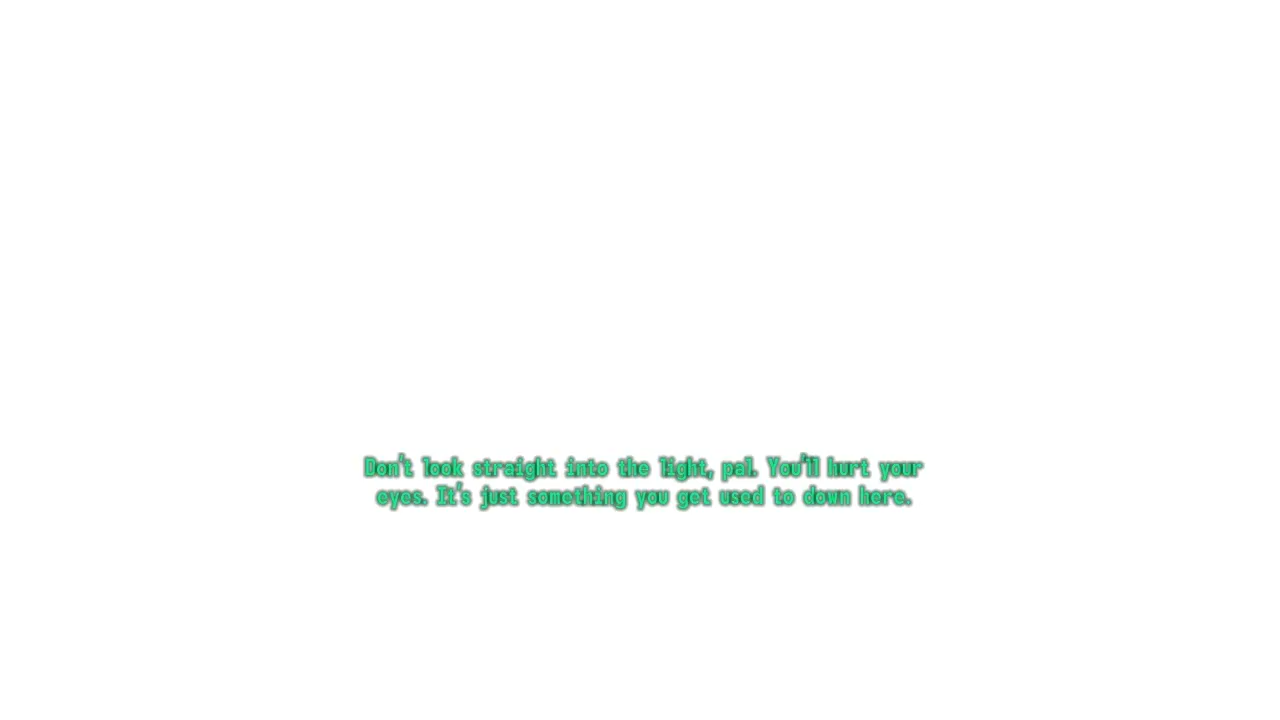 Don't look straight into the light, pal. You'll hurt your
eyes. It's just something you get used to down here.